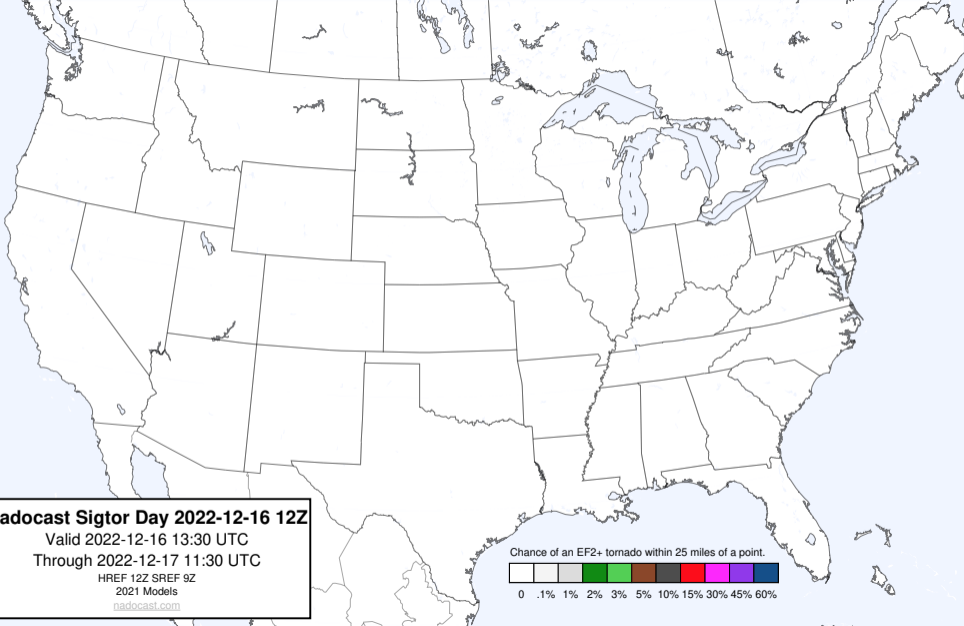 adocast Sigtor Day 2022-12-16 12Z
Valid 2022-12-16 13:30 UTC
Through 2022-12-17 11:30 UTC
HREF 12Z SREF 9Z
2021 Models
nadocast.com
Chance of an EF2+ tornado within 25 miles of a point.
0 .1% 1% 2% 3% 5% 10% 15% 30% 45% 60%